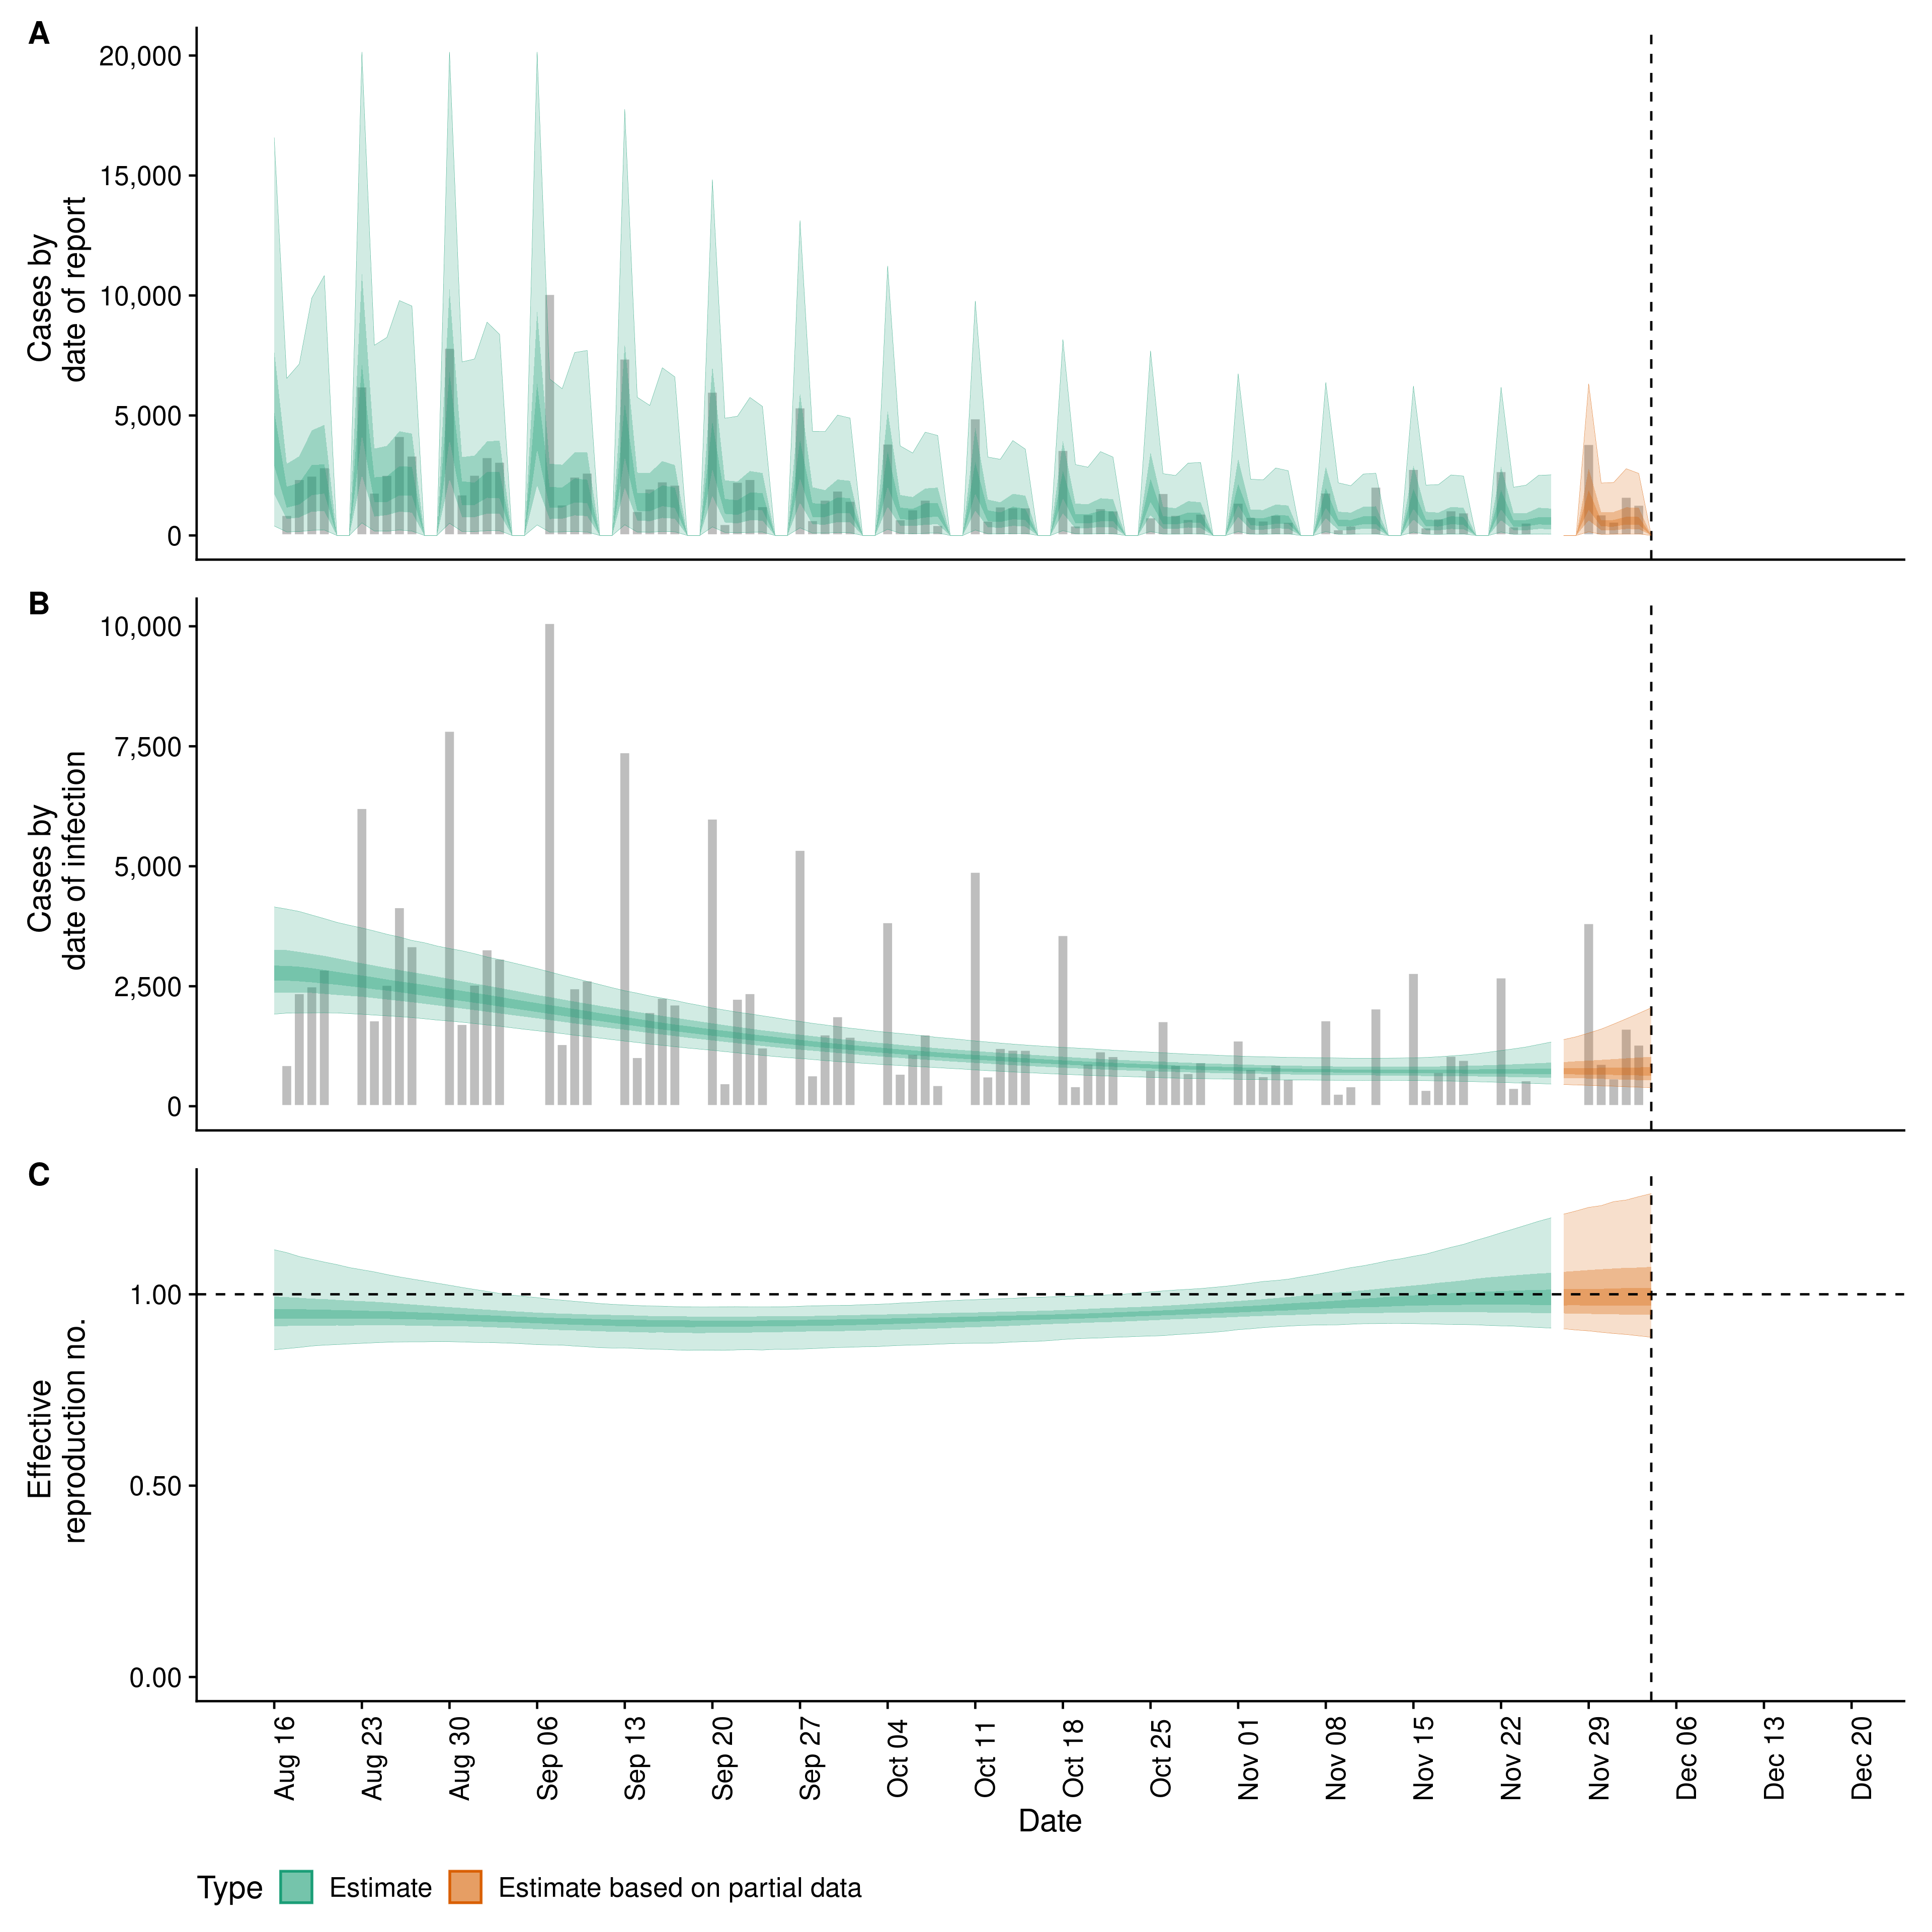 A
Cases by
date of report
20,000
15,000
10,000
5,000
0
B
Cases by
date of infection
10,000
7,500
5,000
2,500
0
C
Effective
reproduction no.
1.00
0.50
0.00
Aug 16
Aug 23
Aug 30
Sep 06
Sep 13
Sep 20
Sep 27
Oct 04
Oct 11
Oct 18
Oct 25
Nov 01
Nov 08
Nov 15
Nov 22
Nov 29
Dec 06
Dec 13
Dec 20
Date
Type Estimate Estimate based on partial data